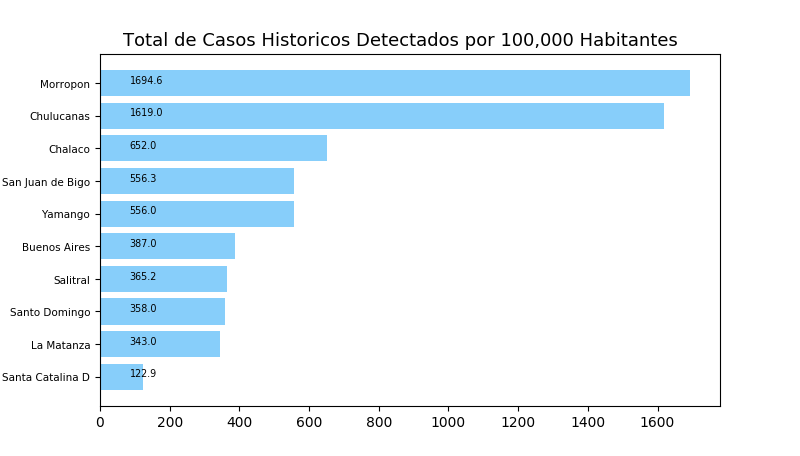 Total de Casos Historicos Detectados por 100,000 Habitantes
Morropon 1694.6
Chulucanas 1619.0
Chalaco 652.0
San Juan de Bigo 556.3
Yamango 556.0
Buenos Aires 387.0
Salitral 365.2
Santo Domingo 358.0
La Matanza 343.0
Santa Catalina D 122.9
0 200 400 600 800 1000 1200 1400 1600